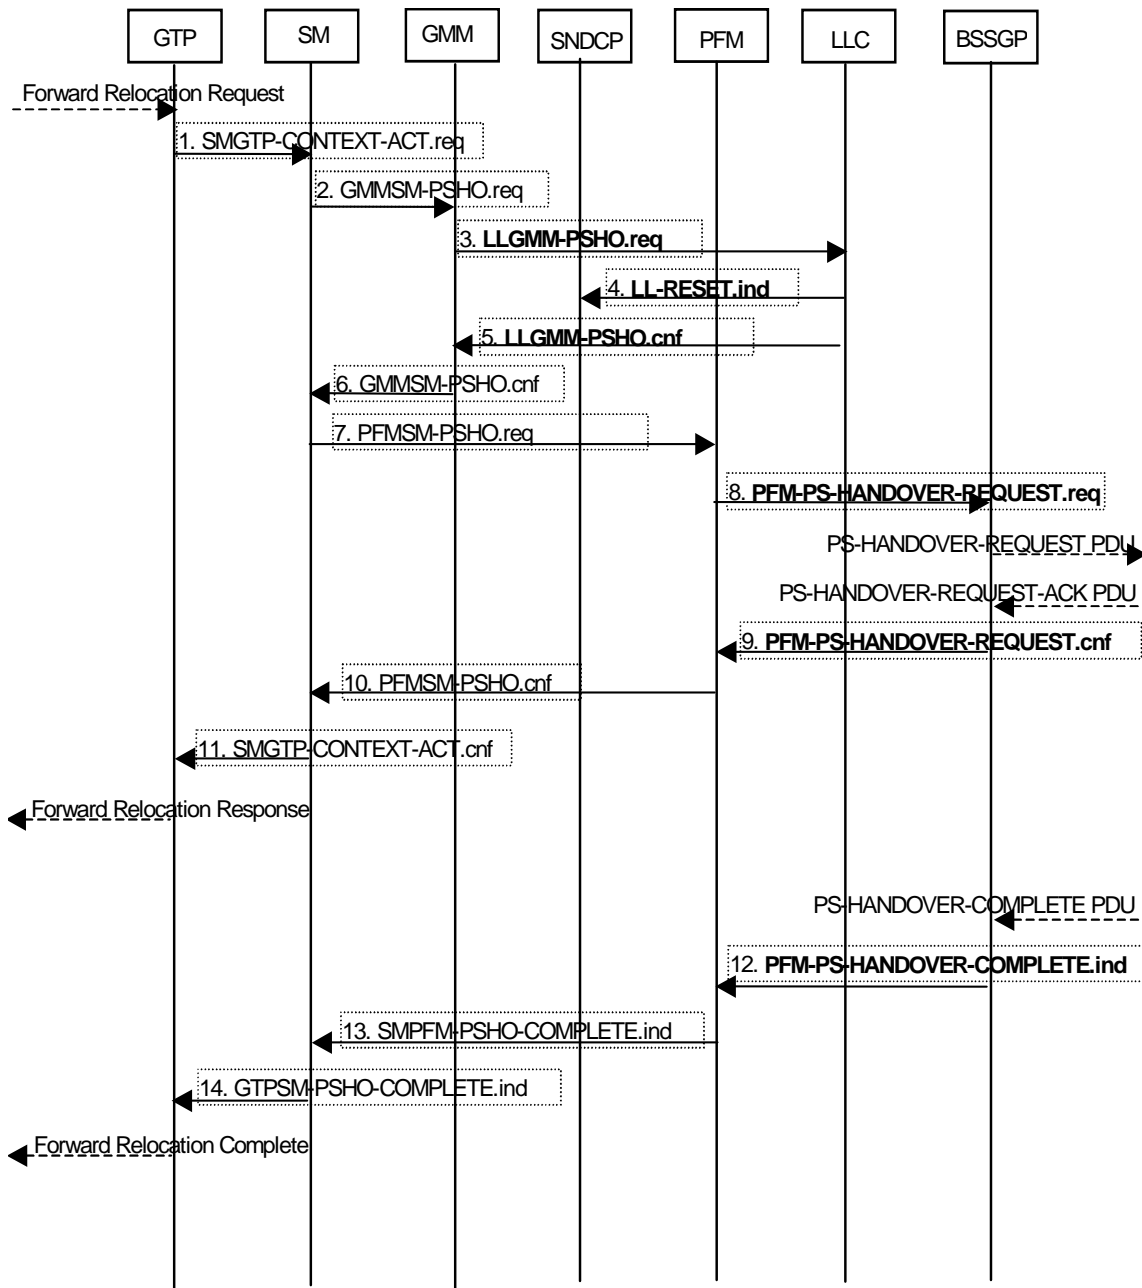 GTP
SM
GMM
SNDCP
PFM
LLC
BSSGP
Forward Relocation Request
1. SMGTP-CONTEXT-ACT.req
2. GMMSM-PSHO.req
3. LLGMM-PSHO.req
4. LL-RESET.ind
5. LLGMM-PSHO.cnf
6. GMMSM-PSHO.cnf
7. PFMSM-PSHO.req
8. PFM-PS-HANDOVER-REQUEST.req
PS-HANDOVER-REQUEST PDU
PS-HANDOVER-REQUEST-ACK PDU
9. PFM-PS-HANDOVER-REQUEST.cnf
10. PFMSM-PSHO.cnf
11. SMGTP-CONTEXT-ACT.cnf
Forward Relocation Response
PS-HANDOVER-COMPLETE PDU
12. PFM-PS-HANDOVER-COMPLETE.ind
13. SMPFM-PSHO-COMPLETE.ind
14. GTPSM-PSHO-COMPLETE.ind
Forward Relocation Complete